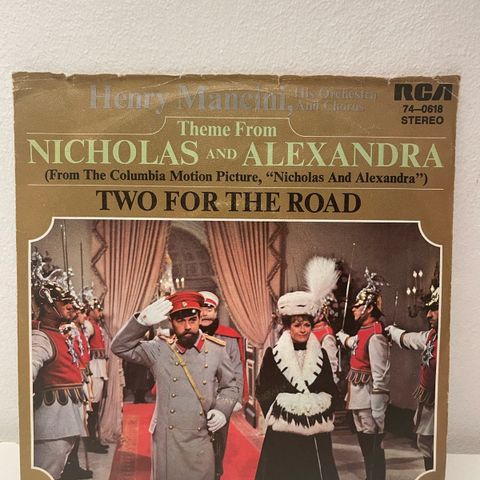 Henry Mancini, His Orchestra And Chorus
RCA
74-0618
STEREO
Theme From
NICHOLAS AND ALEXANDRA
(From The Columbia Motion Picture, "Nicholas And Alexandra")
TWO FOR THE ROAD